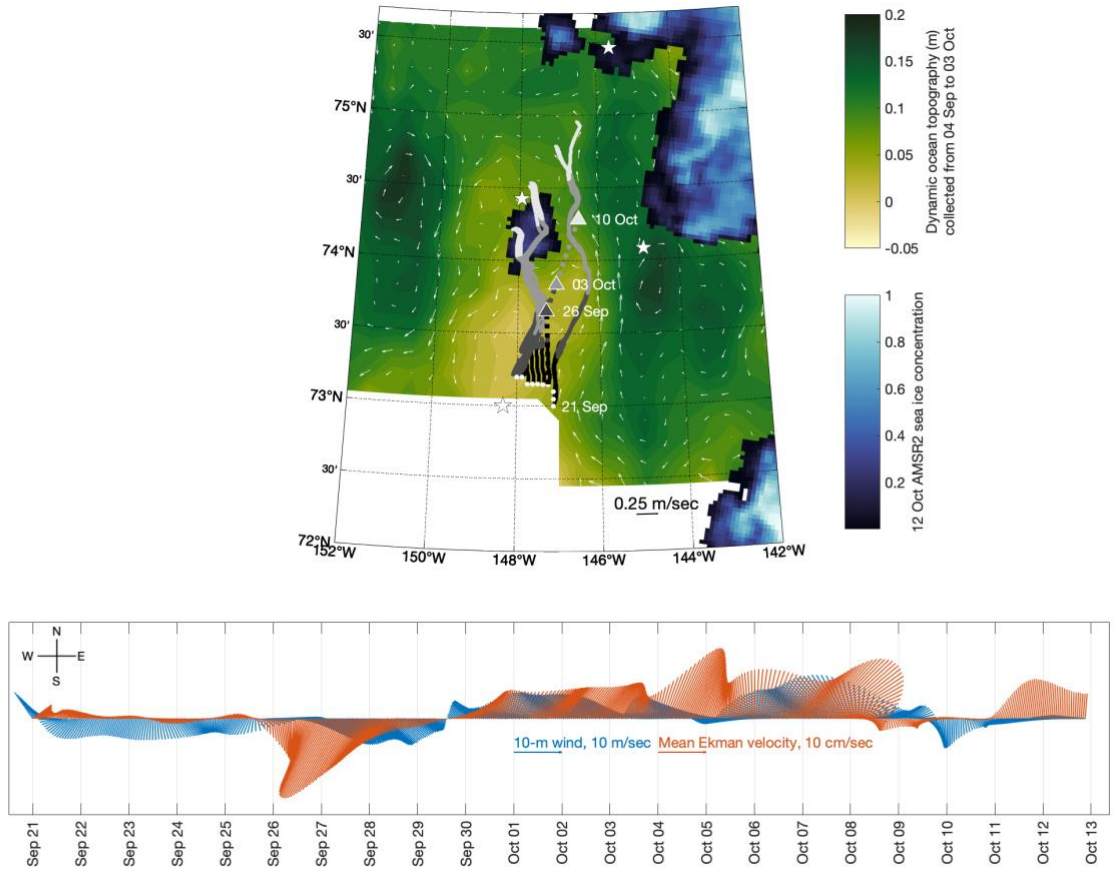 30'
75°N
30'
74°N
30'
73°N
30'
72°N
152°W
150°W
148°W
146°W
144°W
142°W
10 Oct
03 Oct
26 Sep
21 Sep
0.25 m/sec
0.2
0.15
0.1
0.05
0
-0.05
Dynamic ocean topography (m)
collected from 04 Sep to 03 Oct
1
0.8
0.6
0.4
0.2
12 Oct AMSR2 sea ice concentration
N
W E
S
10-m wind, 10 m/sec
Mean Ekman velocity, 10 cm/sec
Sep 21
Sep 22
Sep 23
Sep 24
Sep 25
Sep 26
Sep 27
Sep 28
Sep 29
Sep 30
Oct 01
Oct 02
Oct 03
Oct 04
Oct 05
Oct 06
Oct 07
Oct 08
Oct 09
Oct 10
Oct 11
Oct 12
Oct 13